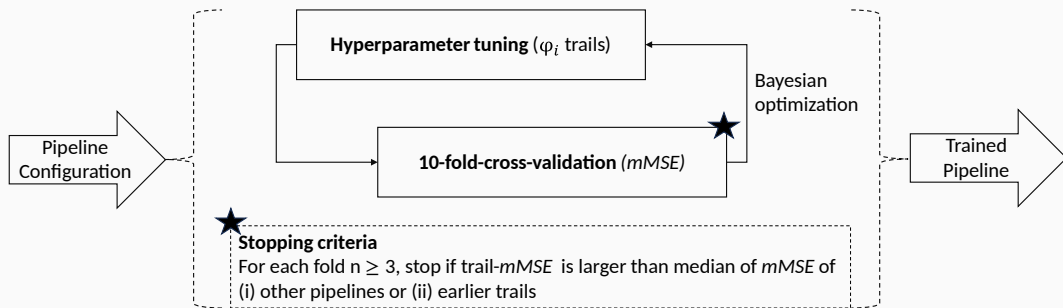 Hyperparameter tuning (φᵢ trails)
Bayesian
optimization
Pipeline
Configuration
10-fold-cross-validation (mMSE)
Trained
Pipeline
Stopping criteria
For each fold n ≥ 3, stop if trail-mMSE is larger than median of mMSE of
(i) other pipelines or (ii) earlier trails